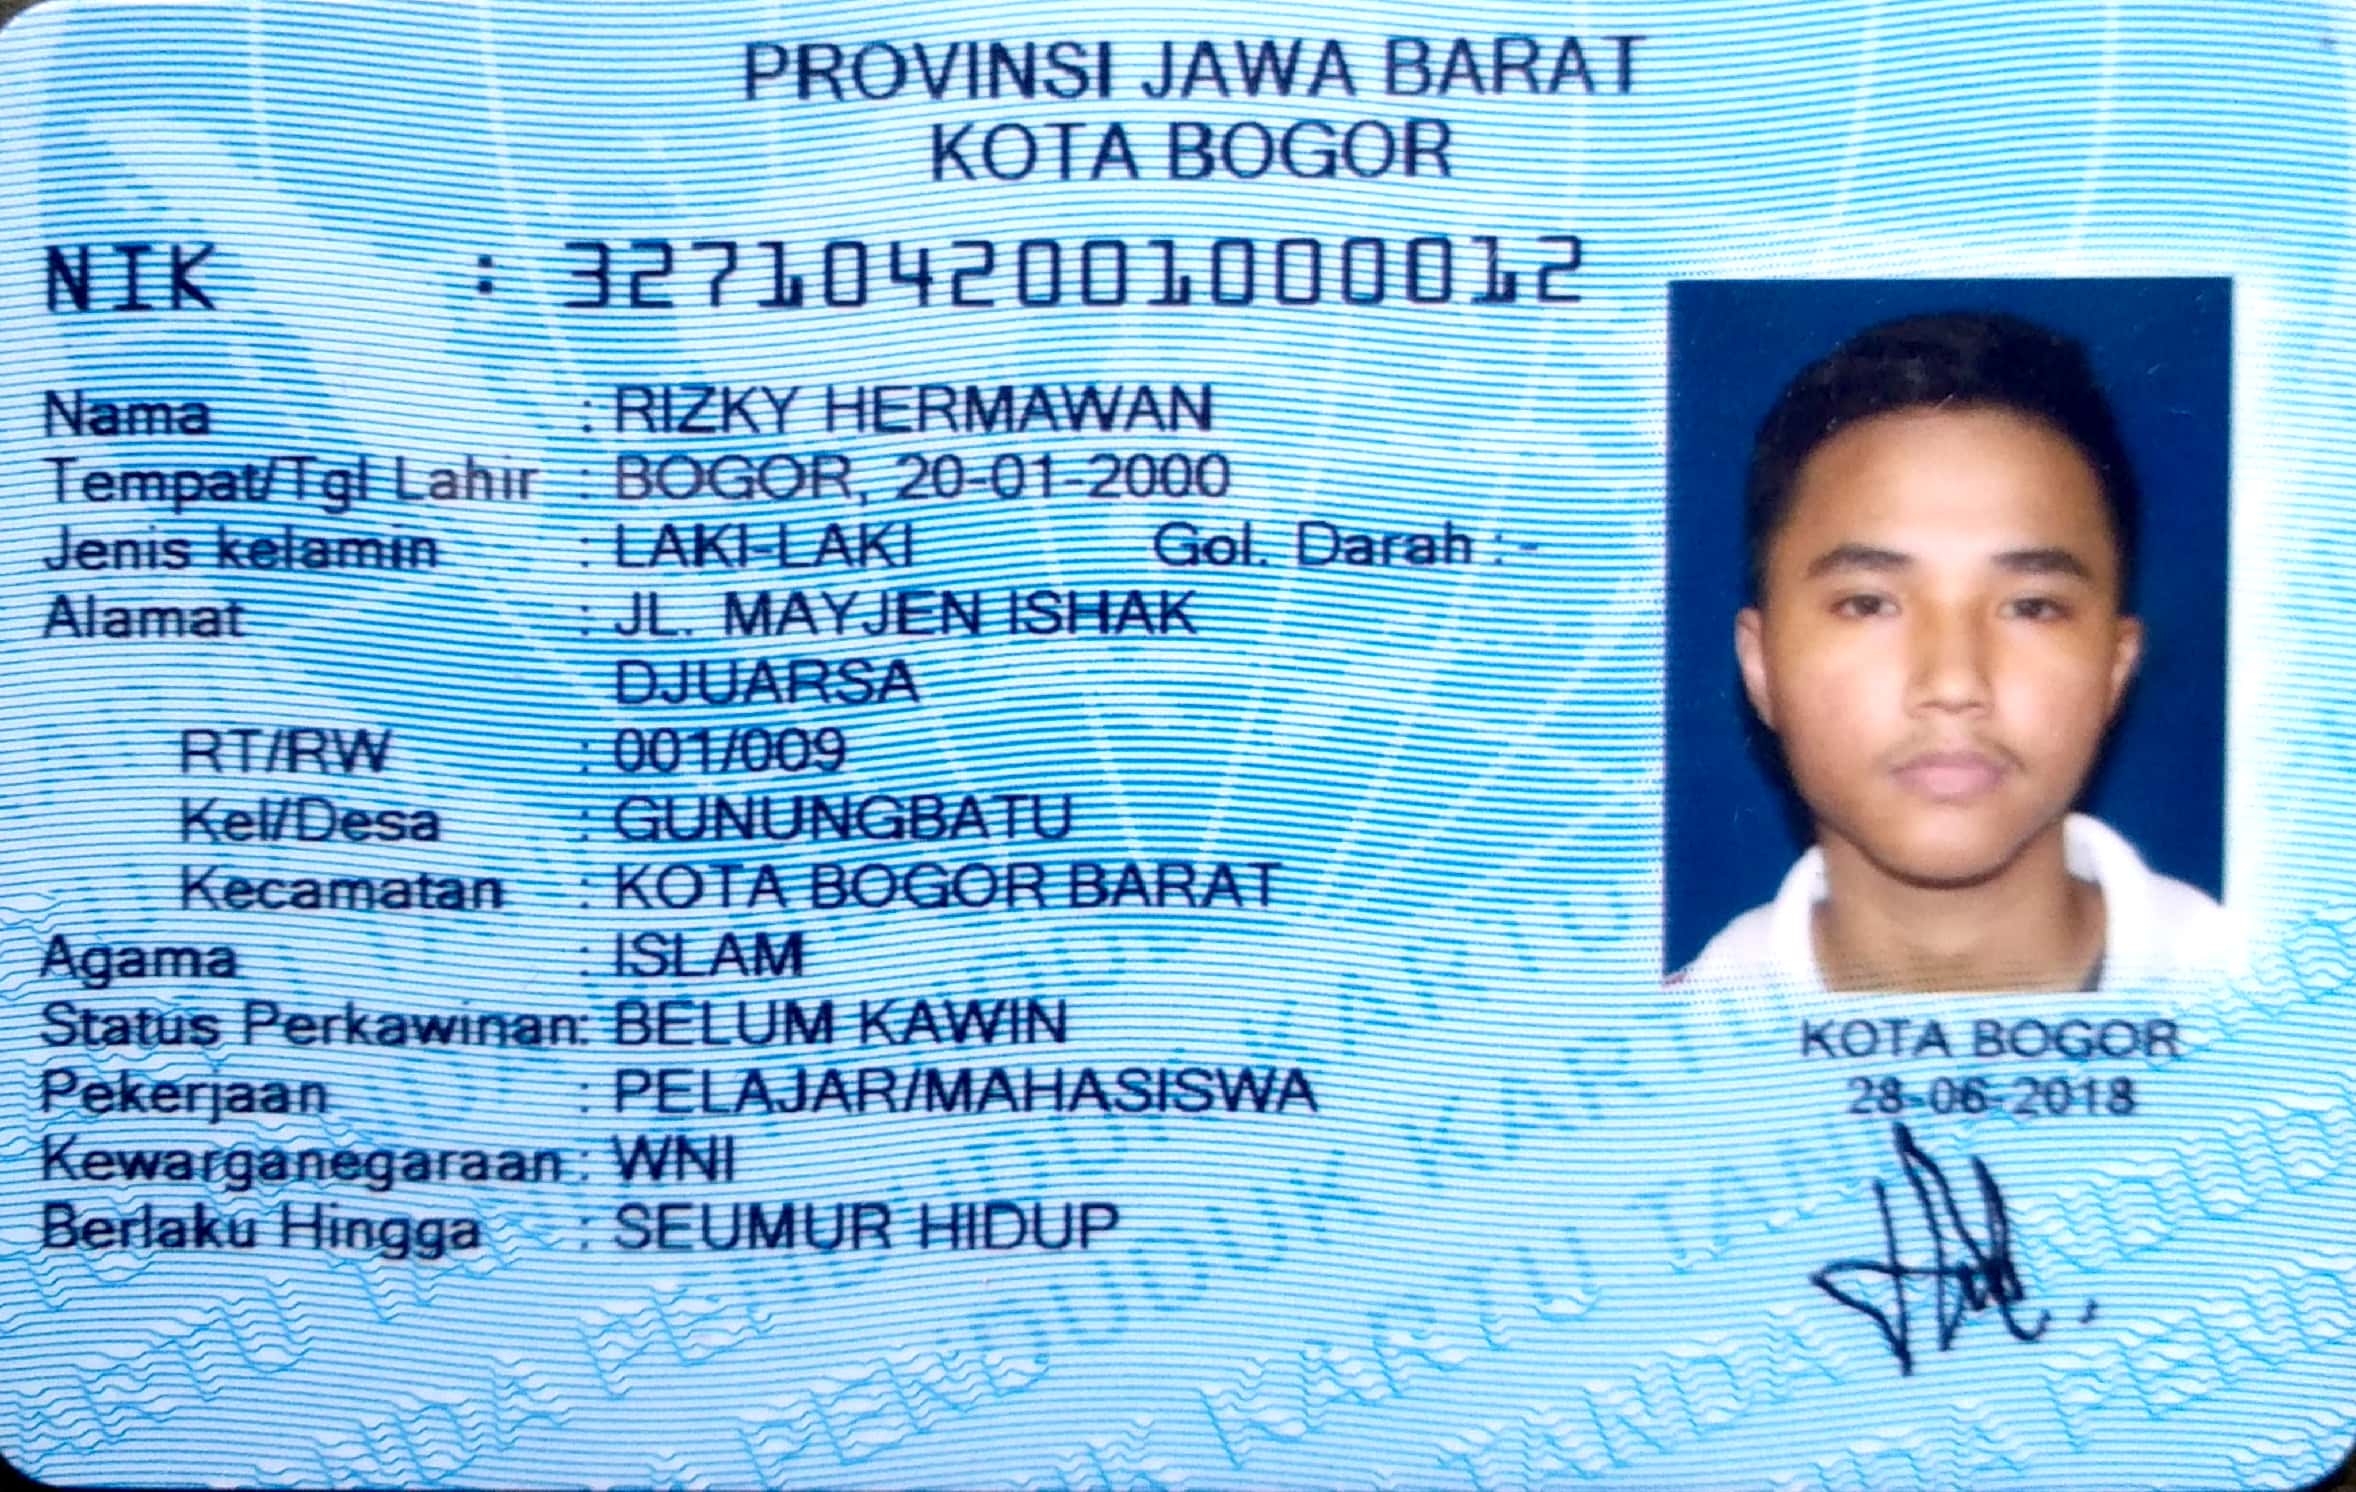 PROVINSI JAWA BARAT
KOTA BOGOR
NIK : 3271042001000012
Nama : RIZKY HERMAWAN
Tempat/Tgl Lahir : BOGOR, 20-01-2000
Jenis kelamin : LAKI-LAKI Gol. Darah : -
Alamat : JL. MAYJEN ISHAK
DJUARSA
RT/RW : 001/009
Kel/Desa : GUNUNGBATU
Kecamatan : KOTA BOGOR BARAT
Agama : ISLAM
Status Perkawinan: BELUM KAWIN
Pekerjaan : PELAJAR/MAHASISWA
Kewarganegaraan : WNI
Berlaku Hingga : SEUMUR HIDUP
KOTA BOGOR
28-06-2018